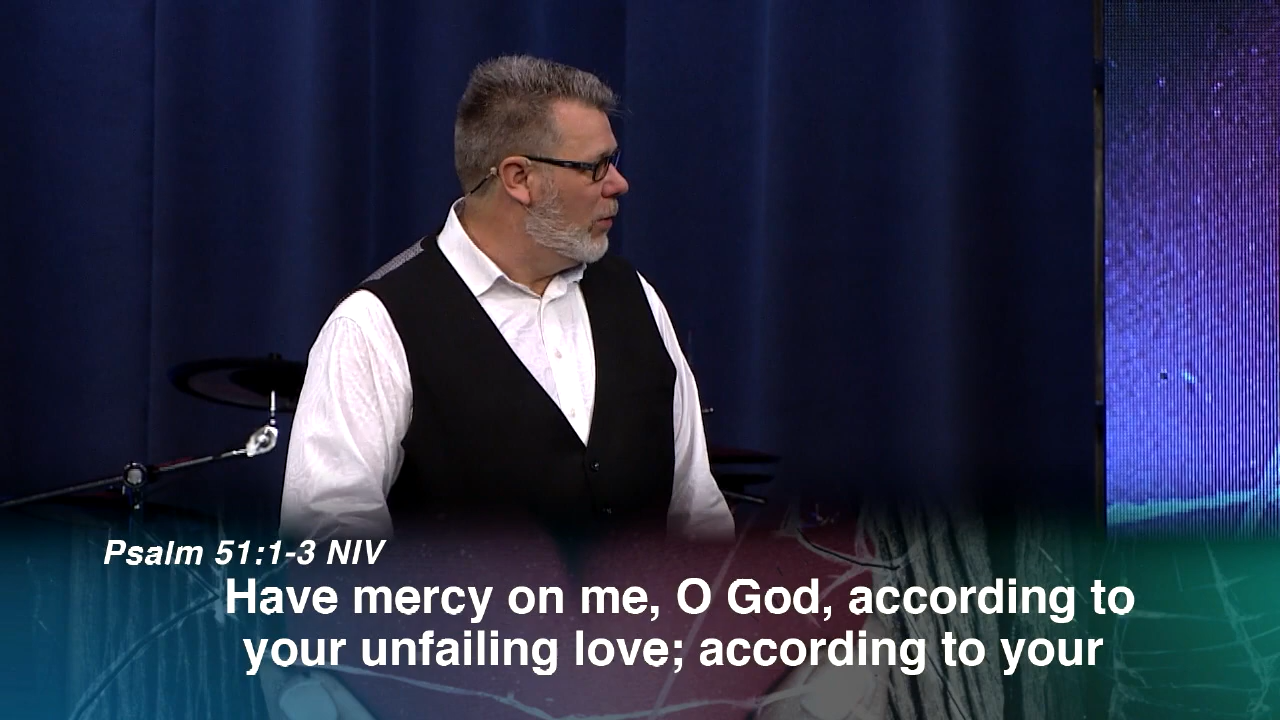 Psalm 51:1-3 NIV
Have mercy on me, O God, according to
your unfailing love; according to your